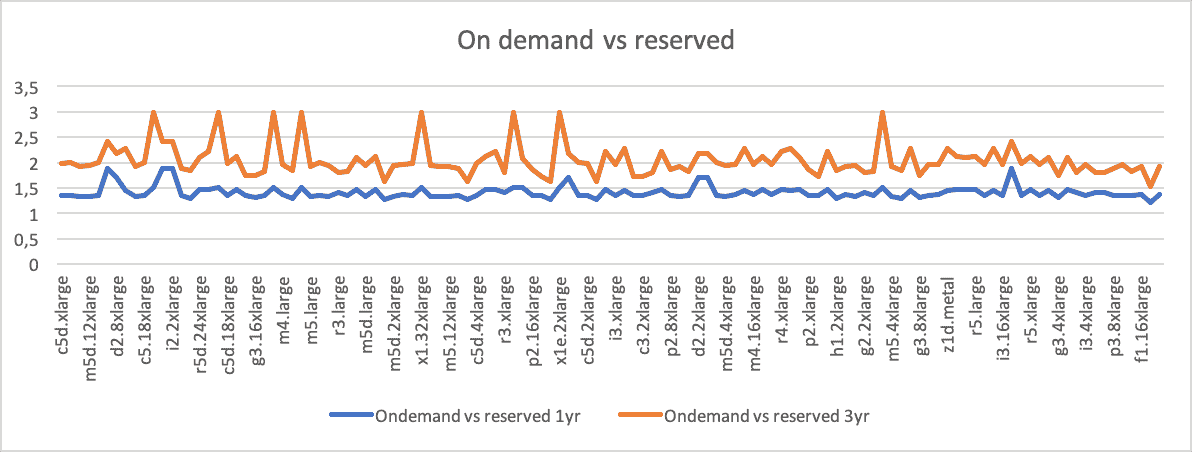 On demand vs reserved
3,5
3
2,5
2
1,5
1
0,5
0
c5d.xlarge
m5d.12xlarge
d2.8xlarge
c5.18xlarge
i2.2xlarge
r5d.24xlarge
c5d.18xlarge
g3.16xlarge
m4.large
m5.large
r3.large
m5d.large
m5d.2xlarge
x1.32xlarge
m5.12xlarge
c5d.4xlarge
r3.xlarge
p2.16xlarge
x1e.2xlarge
c5d.2xlarge
i3.xlarge
c3.2xlarge
p2.8xlarge
d2.2xlarge
m5d.4xlarge
m4.16xlarge
r4.xlarge
p2.xlarge
h1.2xlarge
g2.2xlarge
m5.4xlarge
g3.8xlarge
z1d.metal
r5.large
i3.16xlarge
r5.xlarge
g3.4xlarge
i3.4xlarge
p3.8xlarge
f1.16xlarge
Ondemand vs reserved 1yr
Ondemand vs reserved 3yr